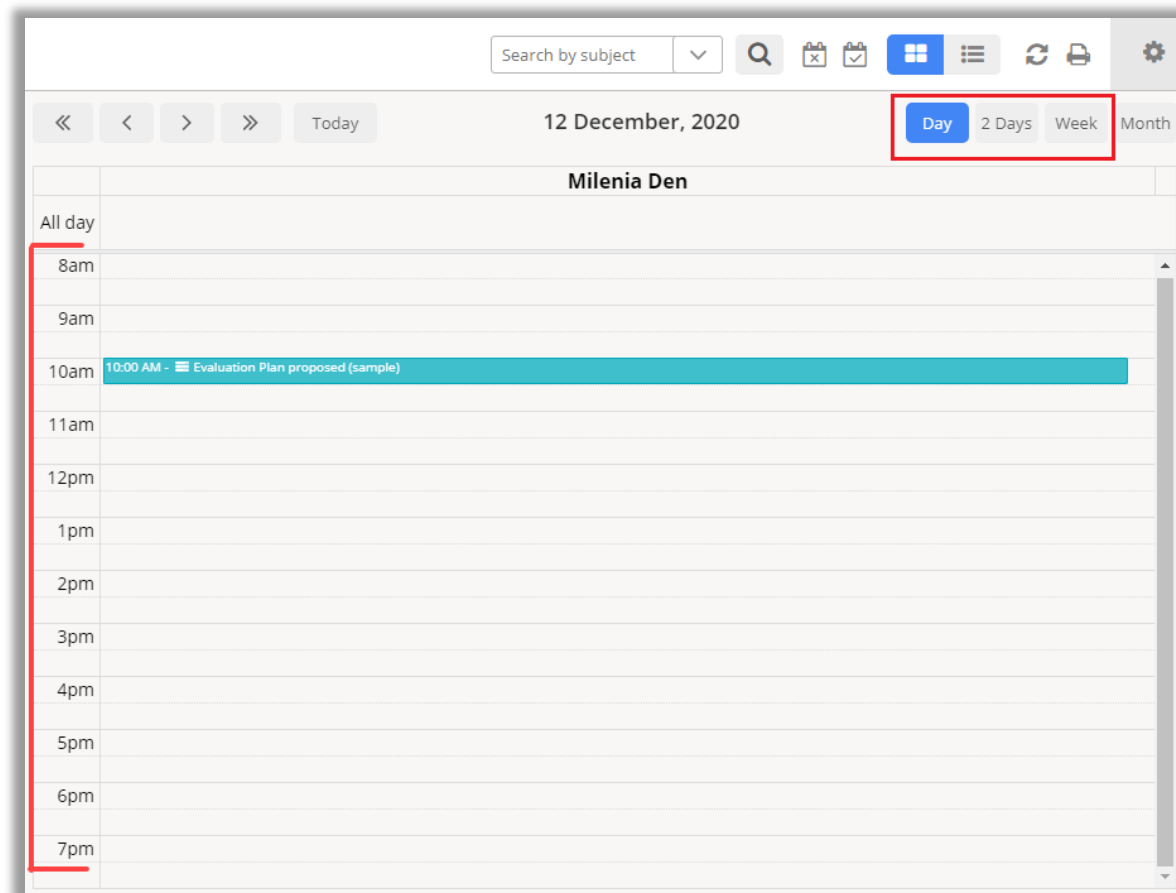 Search by subject
Today
12 December, 2020
Day
2 Days
Week
Month
Milenia Den
All day
8am
9am
10am
10:00 AM - Evaluation Plan proposed (sample)
11am
12pm
1pm
2pm
3pm
4pm
5pm
6pm
7pm